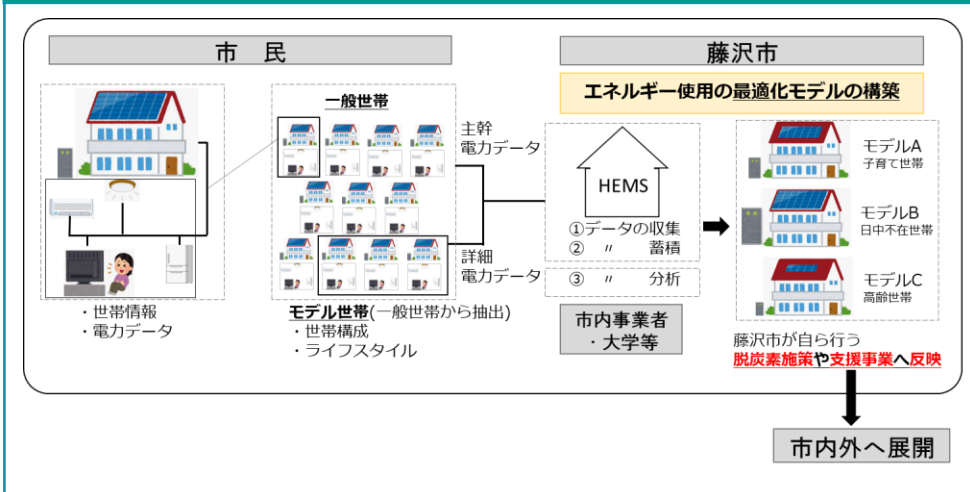 市　民
藤沢市
エネルギー使用の最適化モデルの構築
一般世帯
主幹
電力データ
HEMS
①データの収集
②　〃　蓄積
③　〃　分析
モデルA
子育て世帯
モデルB
日中不在世帯
モデルC
高齢世帯
詳細
電力データ
・世帯情報
・電力データ
モデル世帯(一般世帯から抽出)
・世帯構成
・ライフスタイル
市内事業者
・大学等
藤沢市が自ら行う
脱炭素施策や支援事業へ反映
市内外へ展開